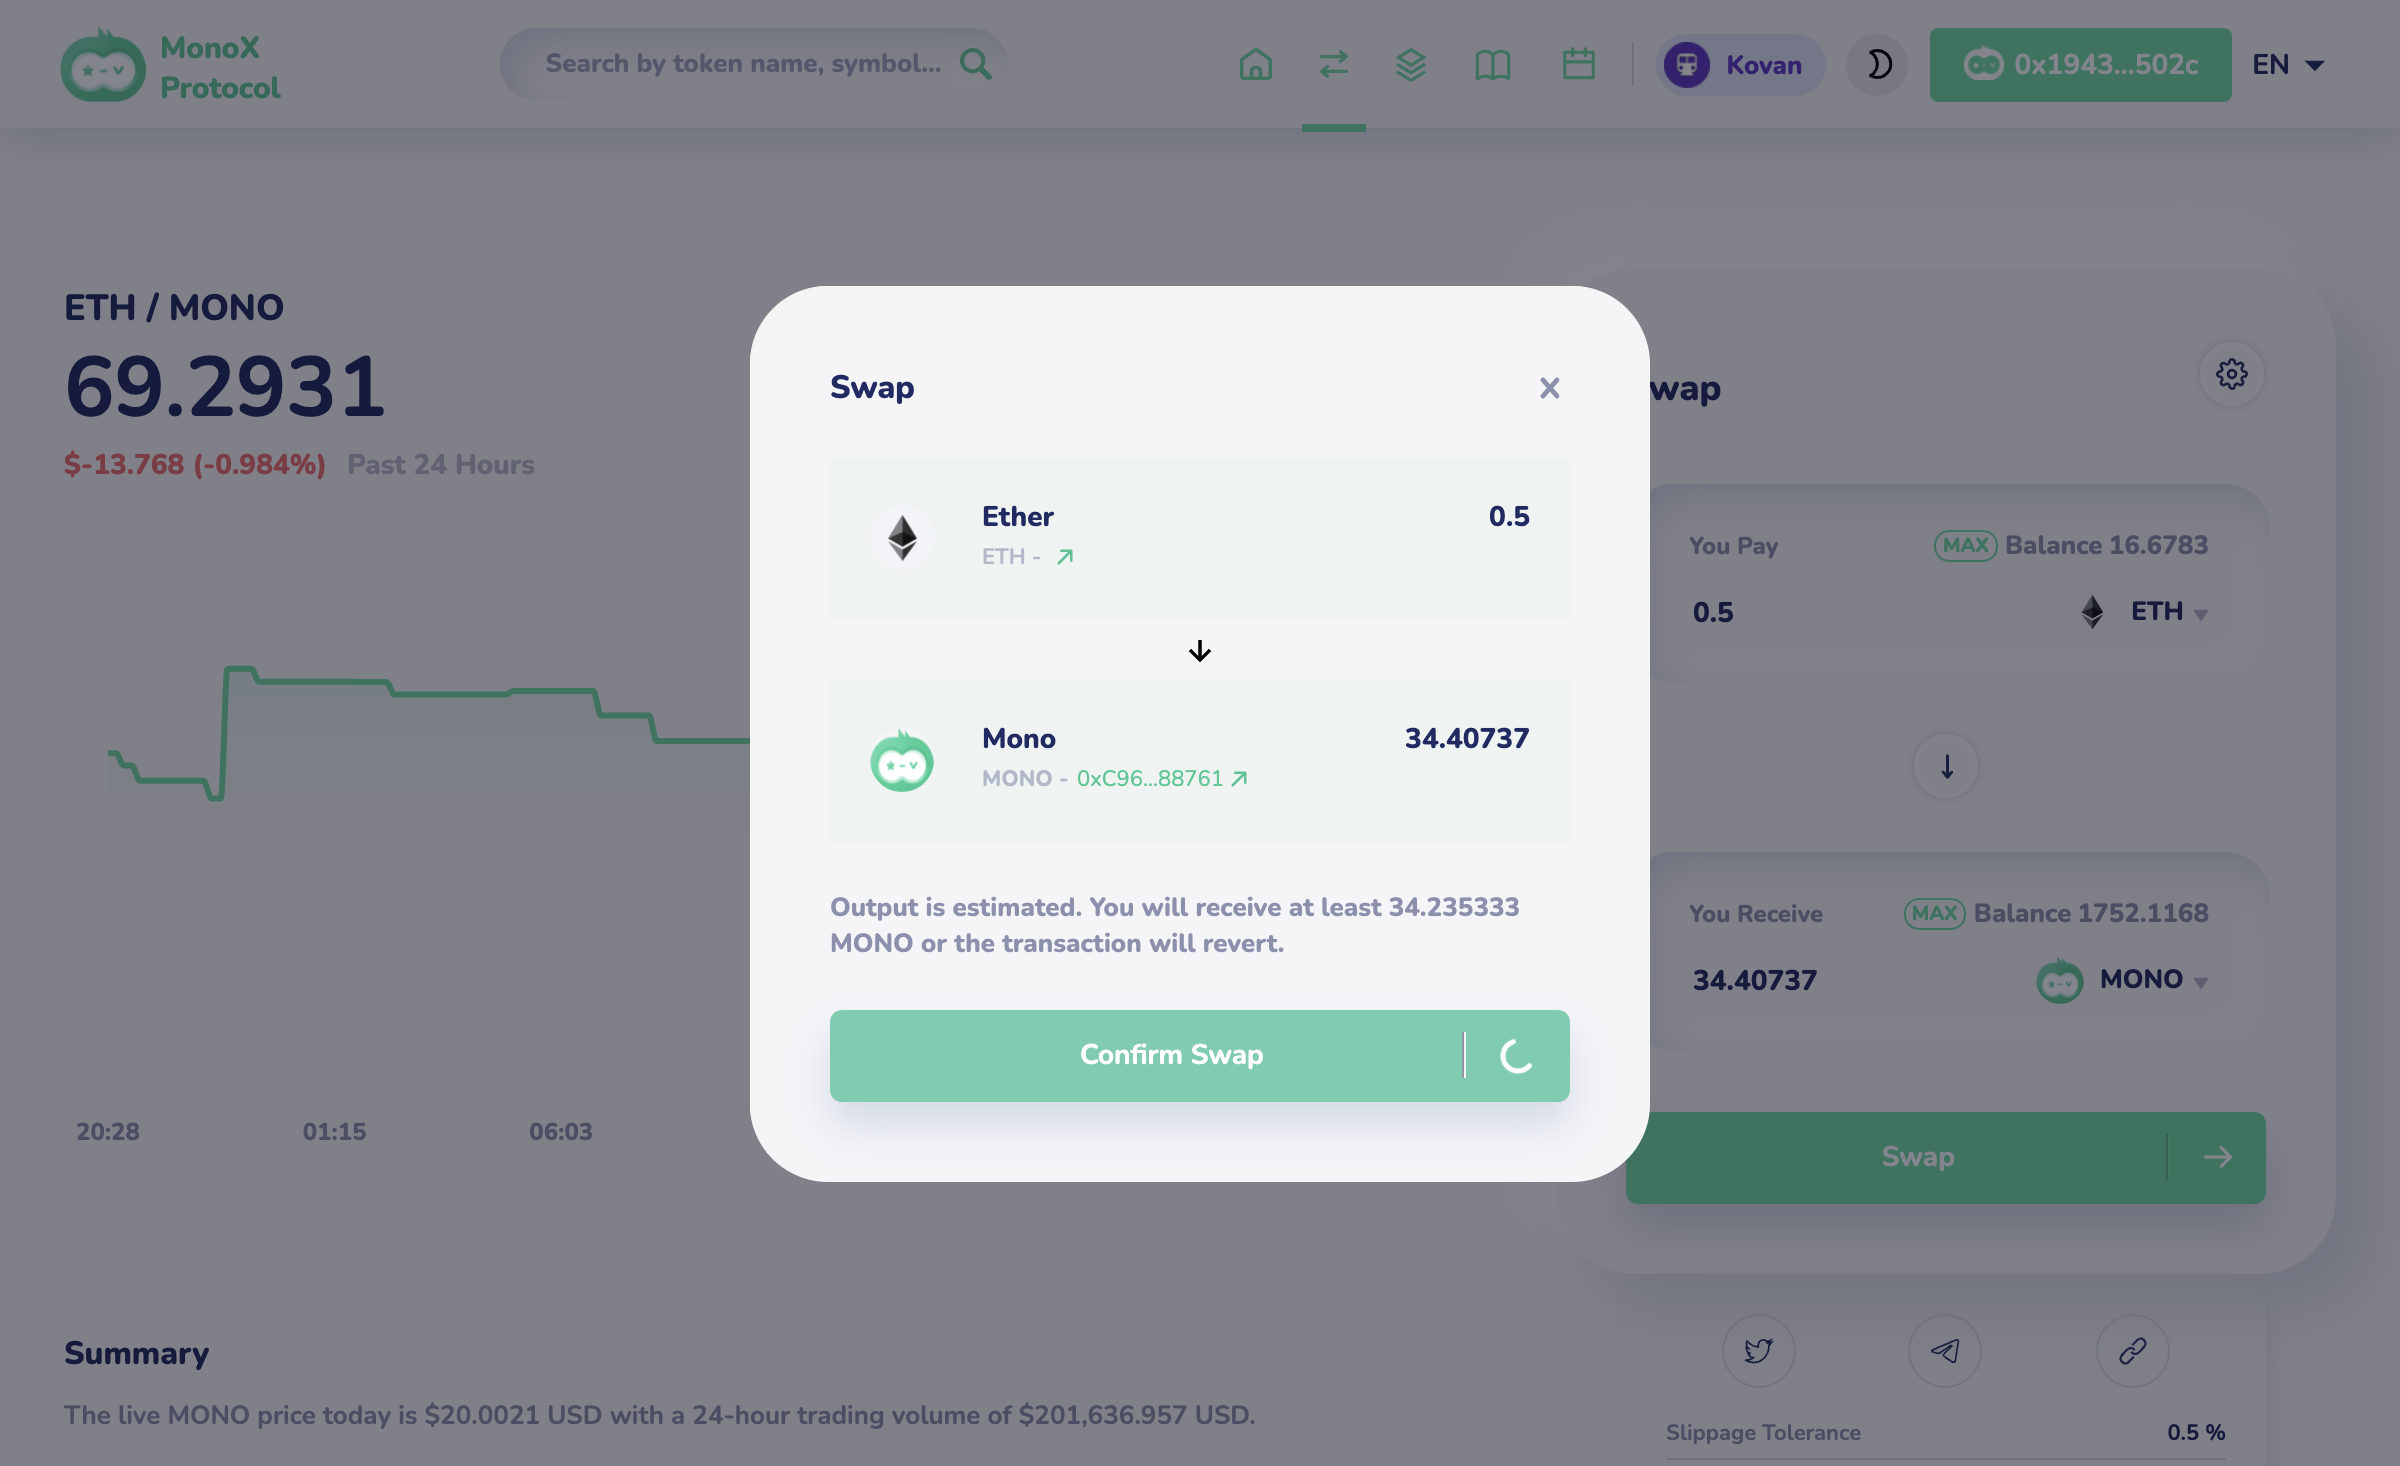 MonoX
Protocol
Search by token name, symbol...
Kovan
0x1943...502c
EN
ETH / MONO
69.2931
$-13.768 (-0.984%) Past 24 Hours
20:28 01:15 06:03
Summary
The live MONO price today is $20.0021 USD with a 24-hour trading volume of $201,636.957 USD.
Swap
X
Ether 0.5
ETH -
Mono 34.40737
MONO - 0xC96...88761
Output is estimated. You will receive at least 34.235333
MONO or the transaction will revert.
Confirm Swap
wap
You Pay MAX Balance 16.6783
0.5 ETH
You Receive MAX Balance 1752.1168
34.40737 MONO
Swap
Slippage Tolerance 0.5 %